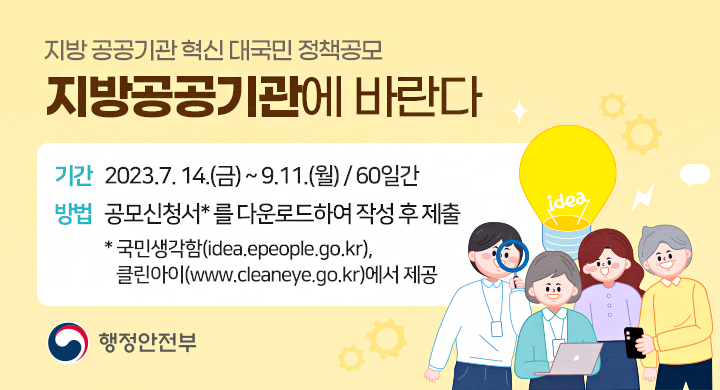 지방 공공기관 혁신 대국민 정책공모
지방공공기관에 바란다
기간 2023.7. 14.(금) ~ 9.11.(월) / 60일간
방법 공모신청서* 를 다운로드하여 작성 후 제출
* 국민생각함(idea.epeople.go.kr),
클린아이(www.cleaneye.go.kr)에서 제공
idea
행정안전부